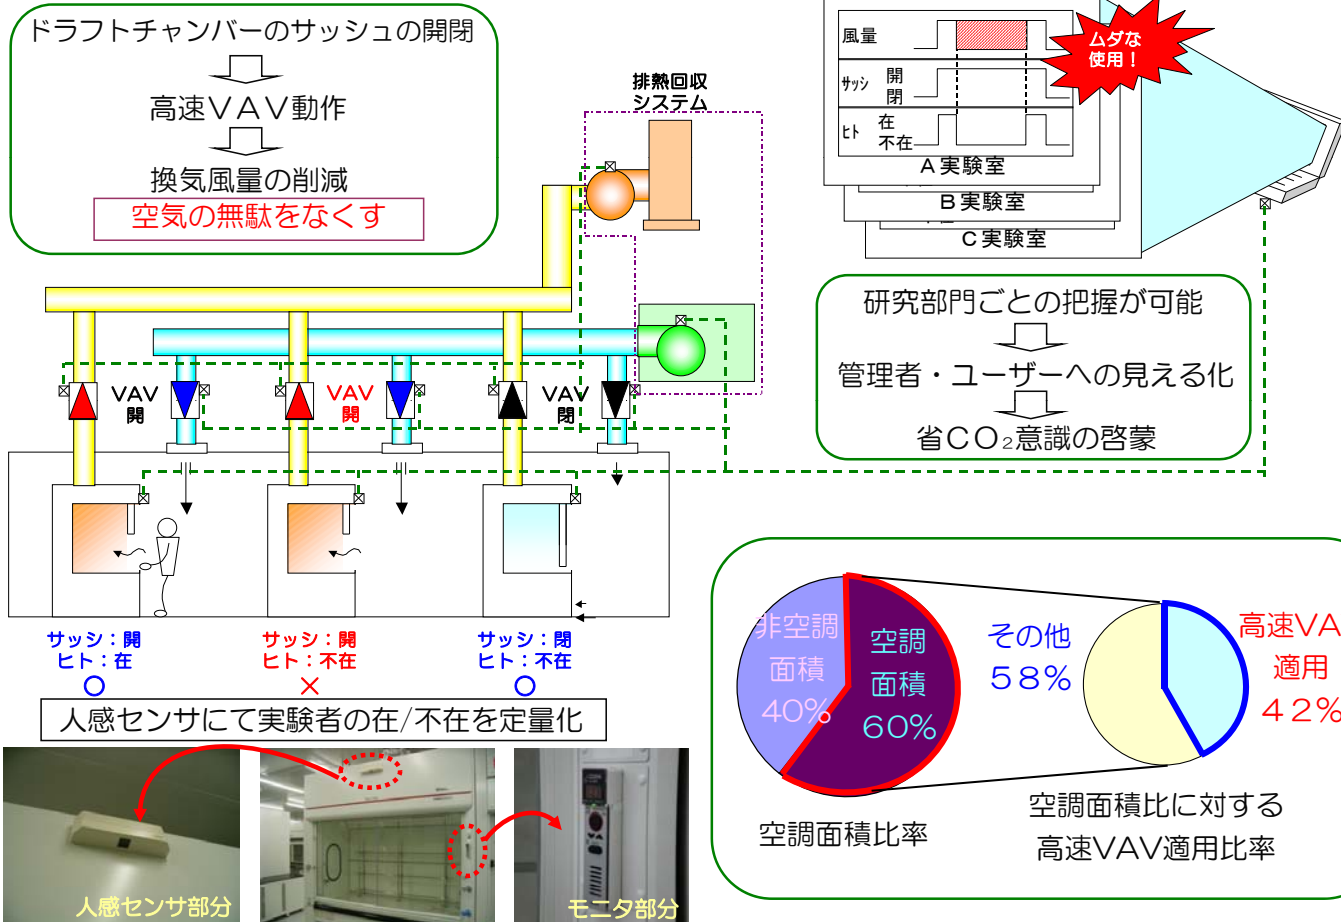 ドラフトチャンバーのサッシュの開閉
高速ＶＡＶ動作
換気風量の削減
空気の無駄をなくす
排熱回収
システム
風量
ｻｯｼ 開
閉
ﾋﾄ 在
不在
Ａ実験室
Ｂ実験室
Ｃ実験室
ムダな
使用！
研究部門ごとの把握が可能
管理者・ユーザーへの見える化
省ＣＯ₂意識の啓蒙
VAV
開
VAV
開
VAV
閉
サッシ：開
ヒト：在
○
サッシ：開
ヒト：不在
×
サッシ：閉
ヒト：不在
○
人感センサにて実験者の在/不在を定量化
人感センサ部分
モニタ部分
非空調
面積
40%
空調
面積
60%
空調面積比率
その他
５８％
高速VA
適用
４２％
空調面積比に対する
高速VAV適用比率